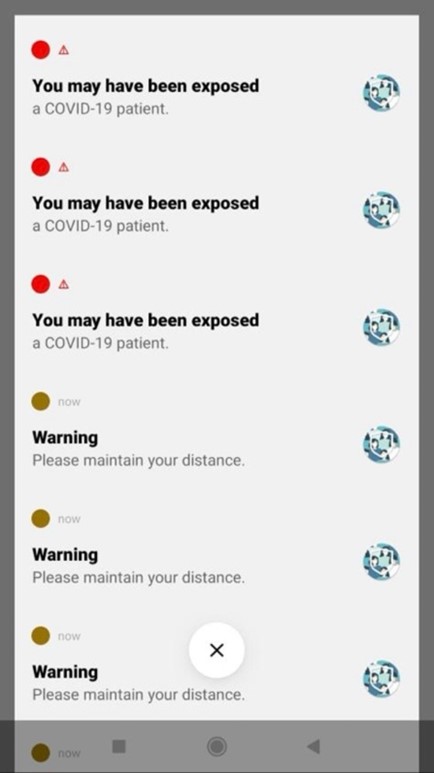 You may have been exposed
a COVID-19 patient.
You may have been exposed
a COVID-19 patient.
You may have been exposed
a COVID-19 patient.
now
Warning
Please maintain your distance.
now
Warning
Please maintain your distance.
now
Warning
Please maintain your distance.
now